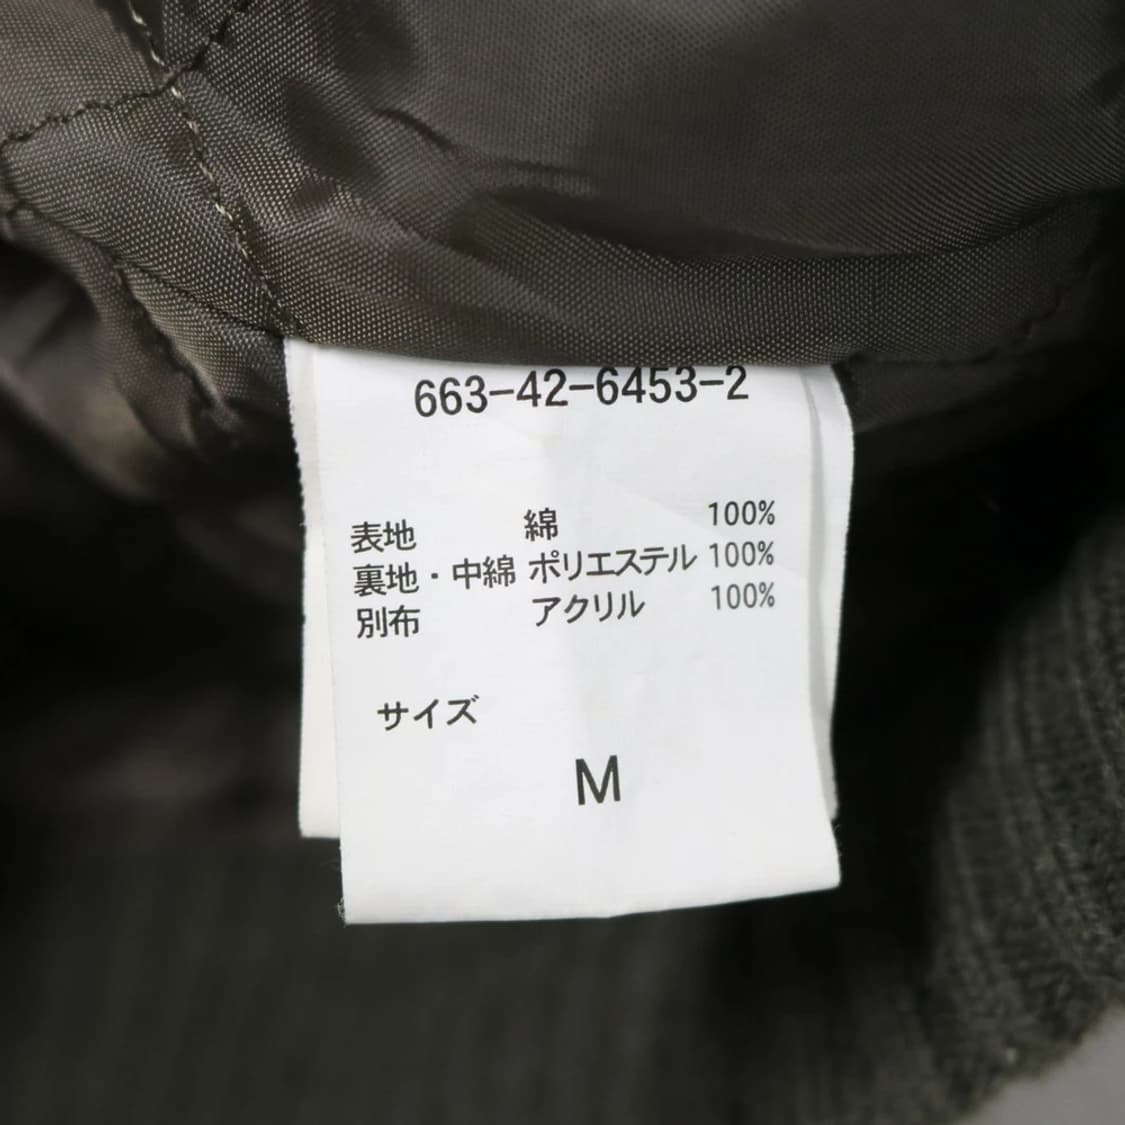 663-42-6453-2
表地 綿 100%
裏地・中綿 ポリエステル 100%
別布 アクリル 100%
サイズ
M